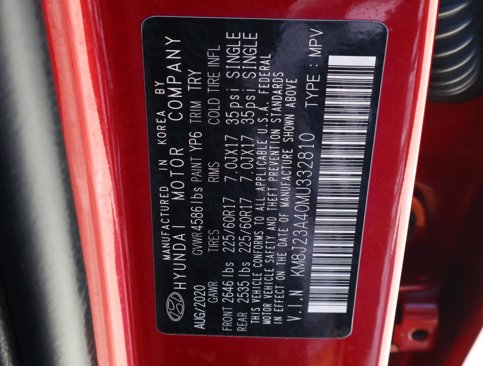 MANUFACTURED IN KOREA BY
HYUNDAI MOTOR COMPANY
AUG/2020 GVWR 4586lbs PAINT YP6 TRIM TRY
GAWR TIRES RIMS COLD TIRE INFL
FRONT 2646 lbs 225/60R17 7.0JX17 35psi SINGLE
REAR 2535 lbs 225/60R17 7.0JX17 35psi SINGLE
THIS VEHICLE CONFORMS TO ALL APPLICABLE U.S.A. FEDERAL
MOTOR VEHICLE SAFETY AND THEFT PREVENTION STANDARDS
IN EFFECT ON THE DATE OF MANUFACTURE SHOWN ABOVE
V.I.N KM8J23A40MU332810 TYPE : MPV